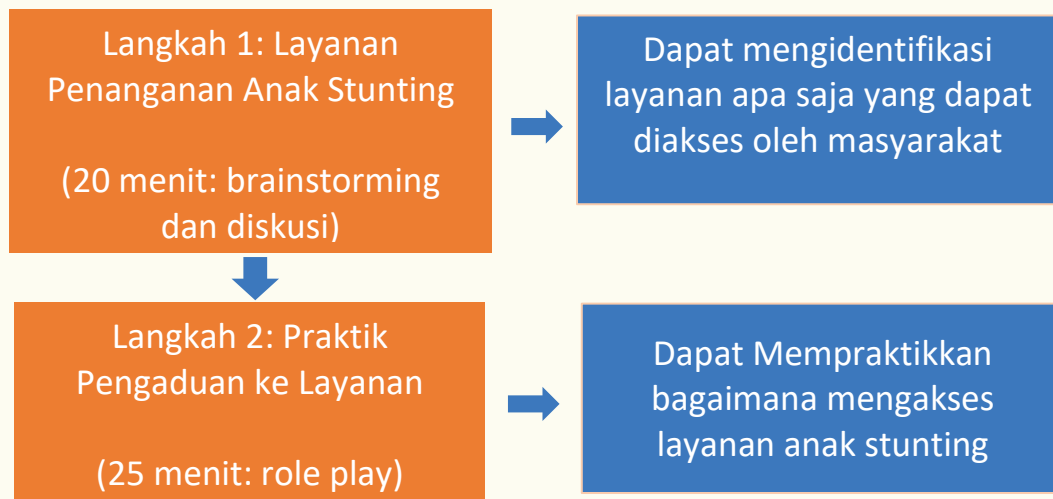 Langkah 1: Layanan
Penanganan Anak Stunting
(20 menit: brainstorming
dan diskusi)
Dapat mengidentifikasi
layanan apa saja yang dapat
diakses oleh masyarakat
Langkah 2: Praktik
Pengaduan ke Layanan
(25 menit: role play)
Dapat Mempraktikkan
bagaimana mengakses
layanan anak stunting